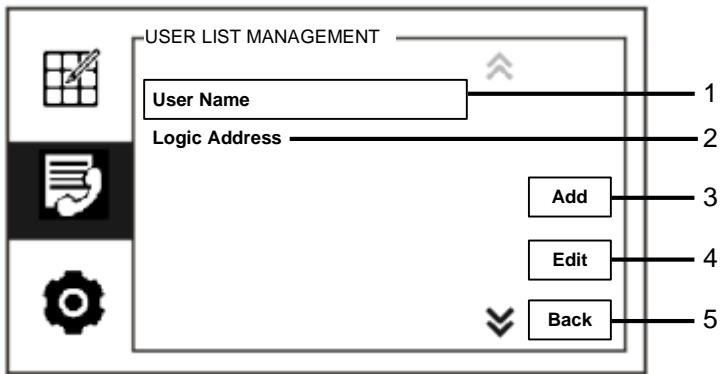 USER LIST MANAGEMENT
User Name 1
Logic Address 2
Add 3
Edit 4
Back 5